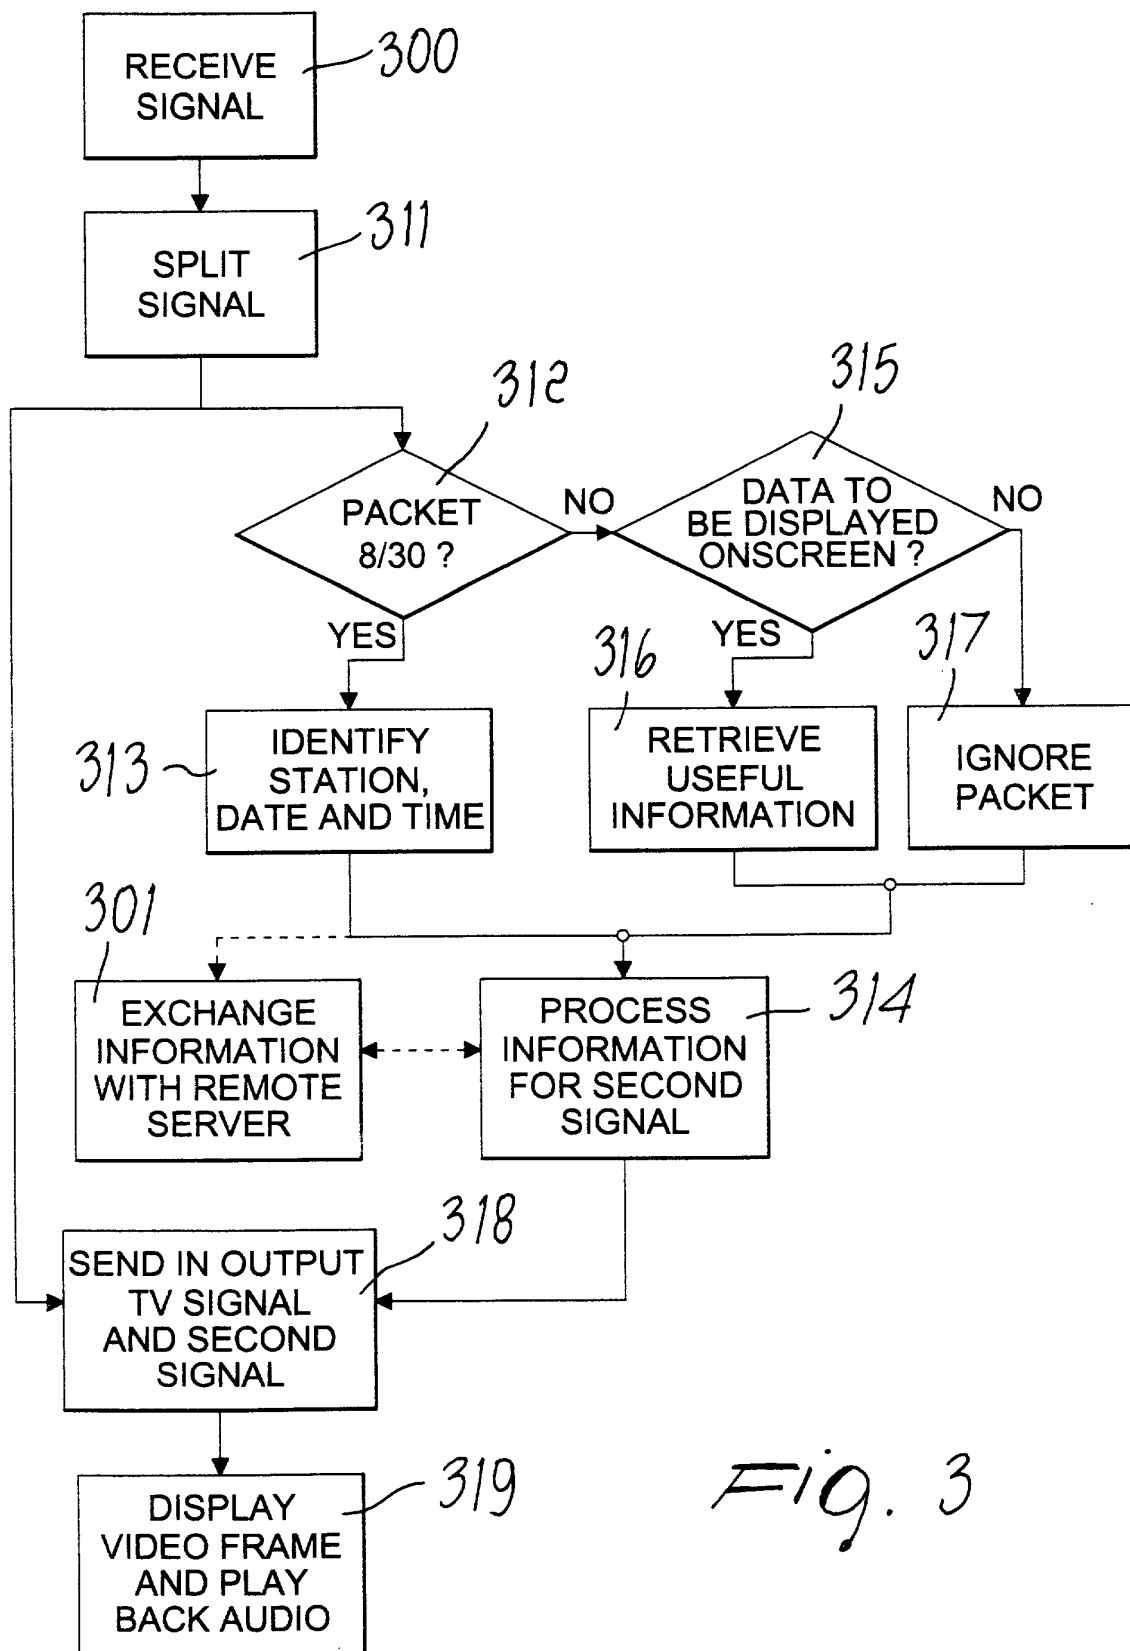 RECEIVE
SIGNAL
300
SPLIT
SIGNAL
311
PACKET
8/30 ?
312
NO
YES
DATA TO
BE DISPLAYED
ONSCREEN ?
315
NO
YES
IDENTIFY
STATION,
DATE AND TIME
313
RETRIEVE
USEFUL
INFORMATION
316
IGNORE
PACKET
317
EXCHANGE
INFORMATION
WITH REMOTE
SERVER
301
PROCESS
INFORMATION
FOR SECOND
SIGNAL
314
SEND IN OUTPUT
TV SIGNAL
AND SECOND
SIGNAL
318
DISPLAY
VIDEO FRAME
AND PLAY
BACK AUDIO
319
Fig. 3